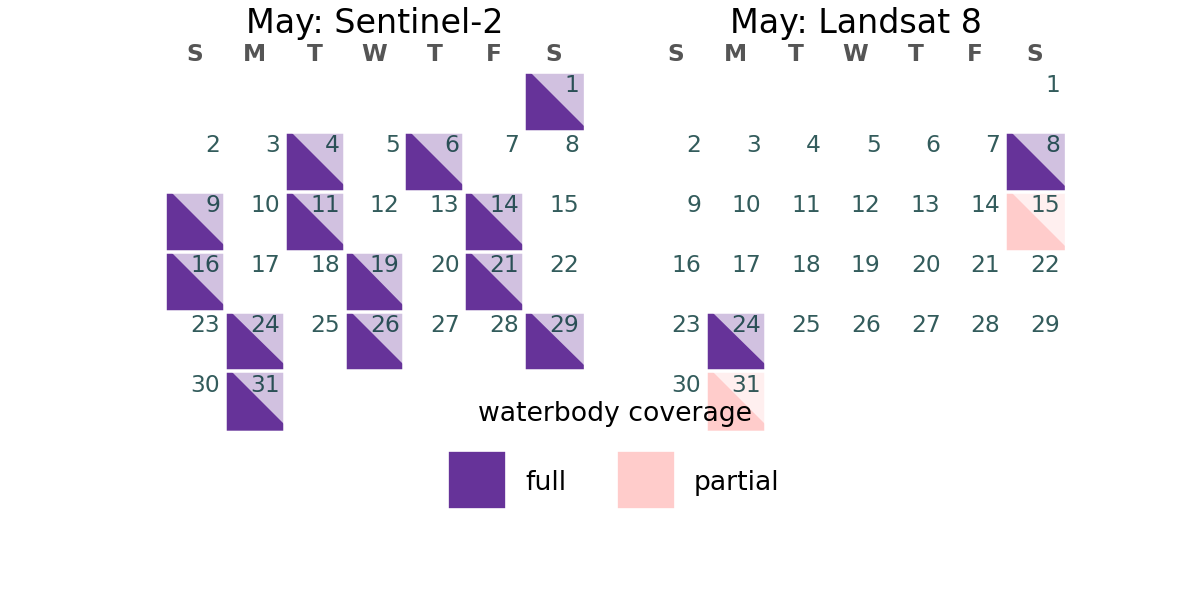 May: Sentinel-2
S M T W T F S
1
2 3 4 5 6 7 8
9 10 11 12 13 14 15
16 17 18 19 20 21 22
23 24 25 26 27 28 29
30 31
May: Landsat 8
S M T W T F S
1
2 3 4 5 6 7 8
9 10 11 12 13 14 15
16 17 18 19 20 21 22
23 24 25 26 27 28 29
30 31
waterbody coverage
full partial